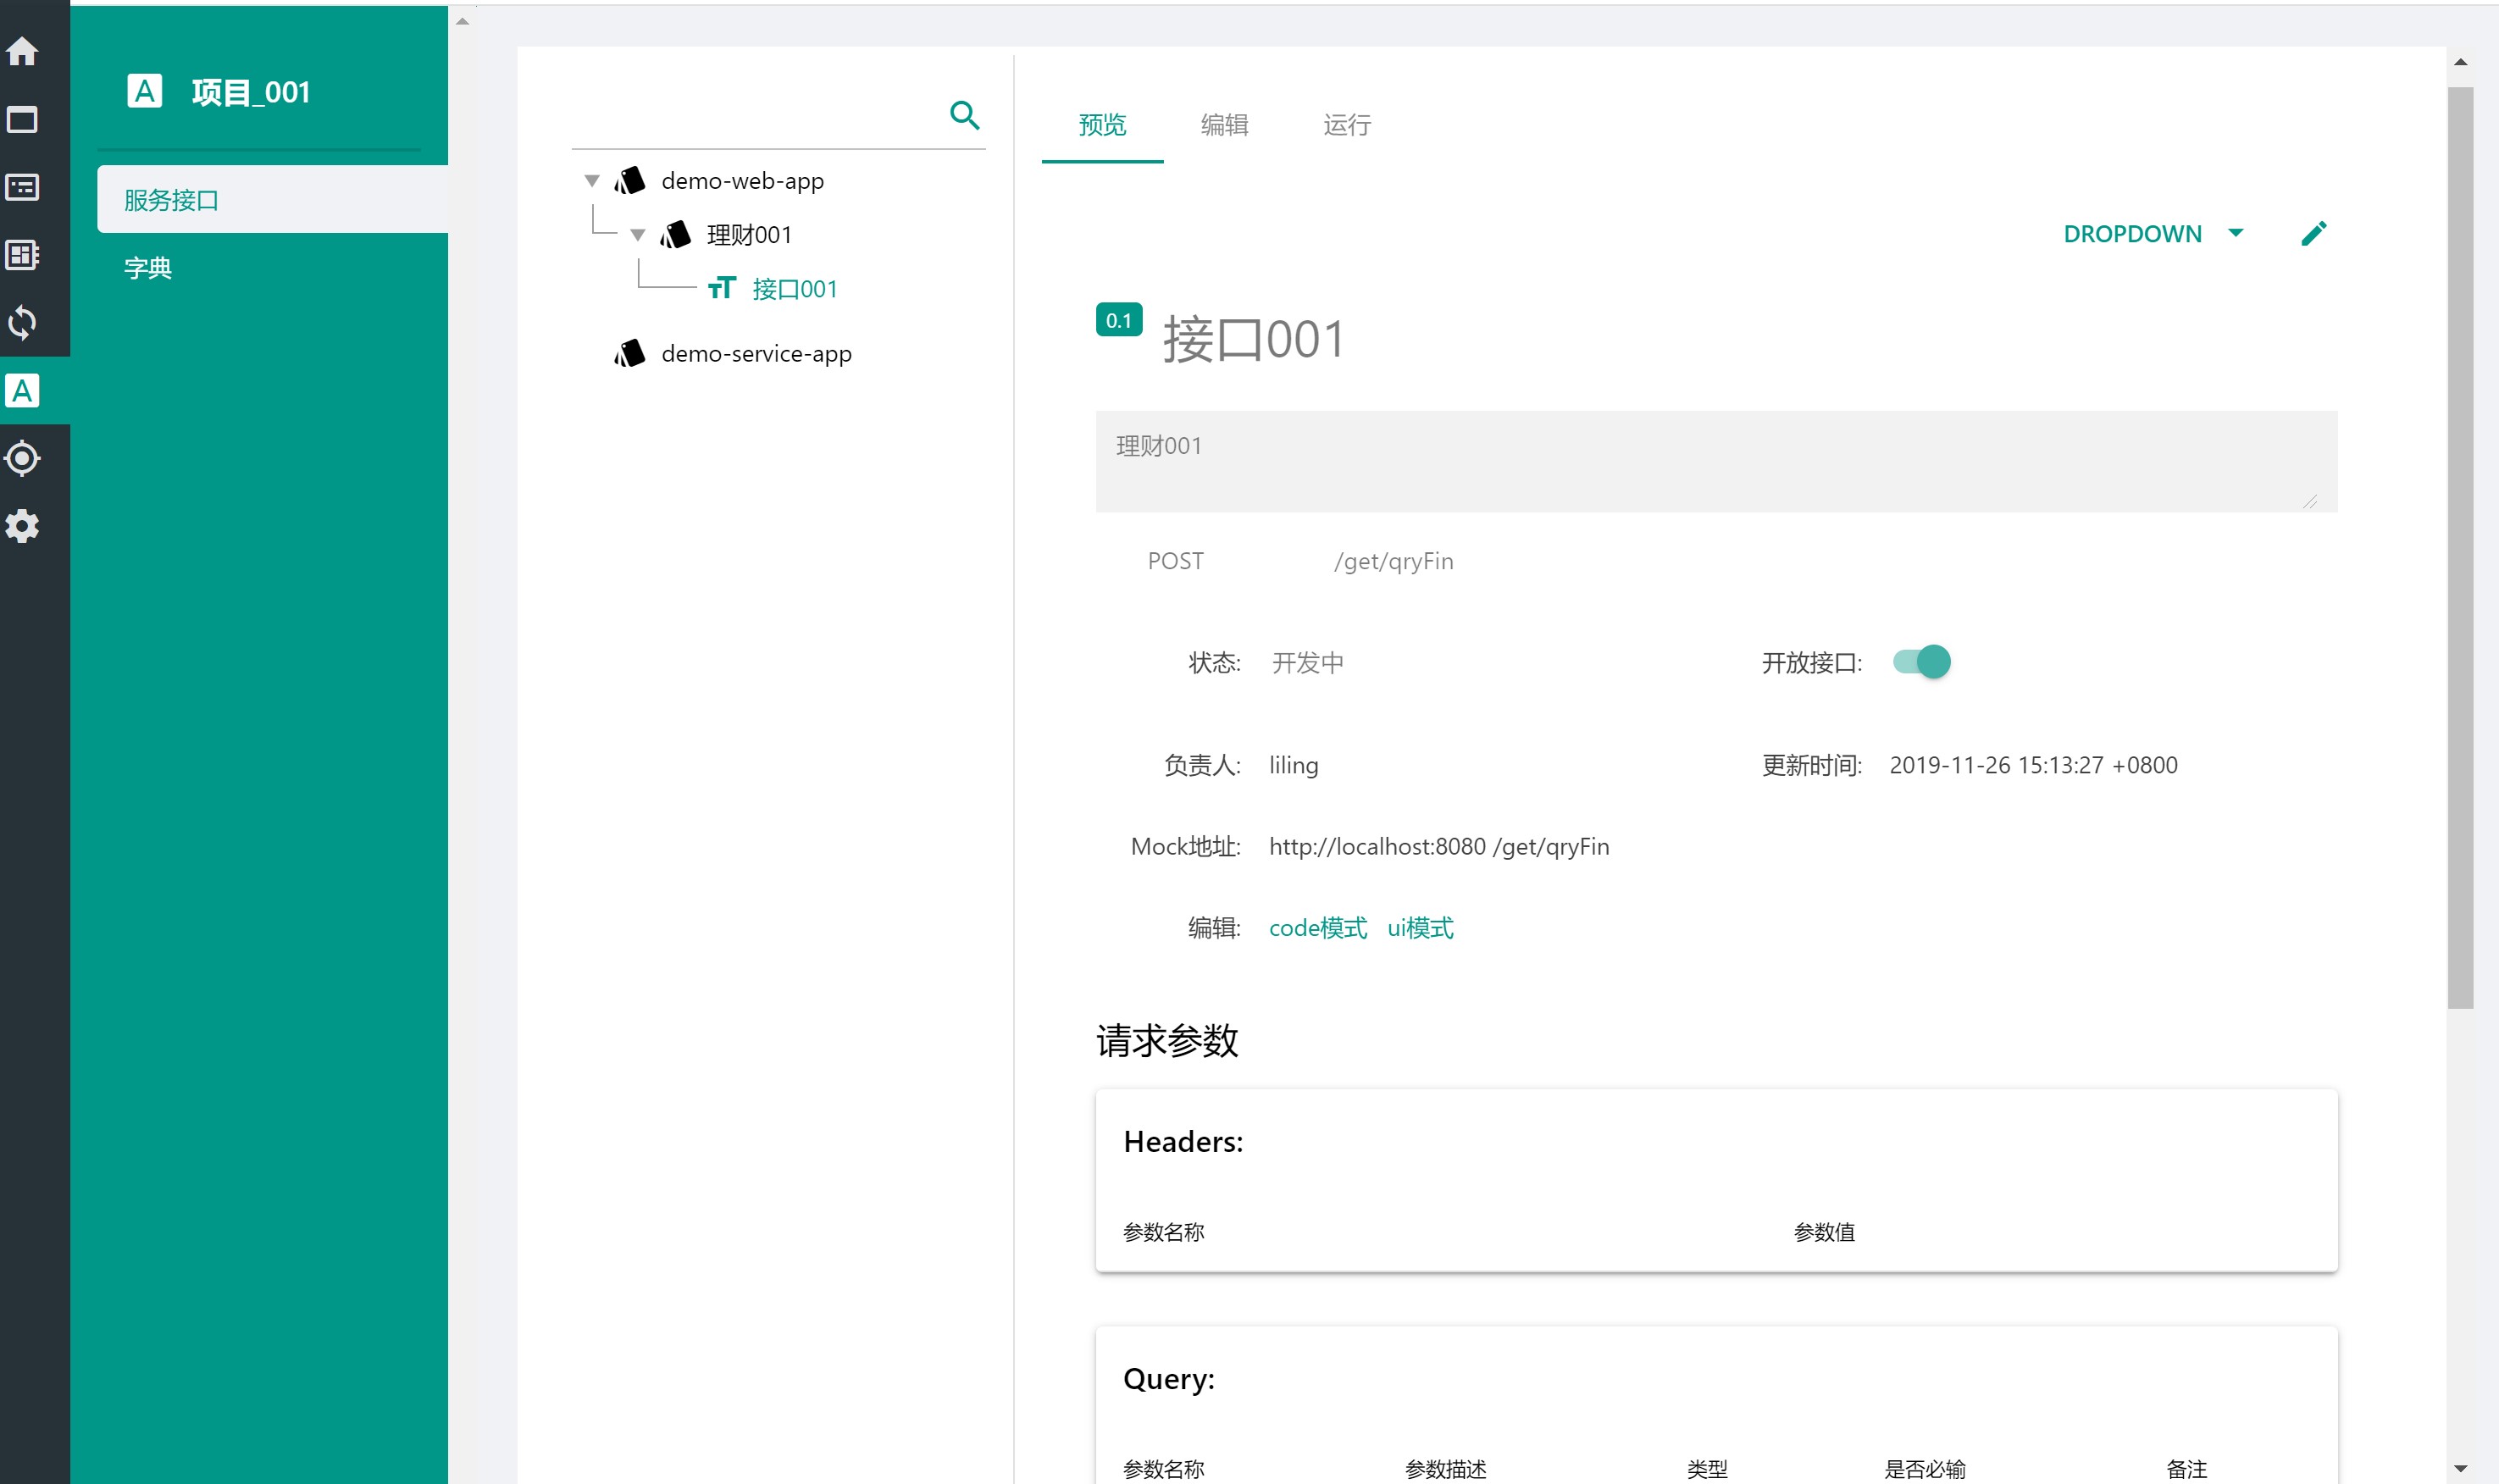 项目_001
服务接口
字典
demo-web-app
理财001
接口001
demo-service-app
预览 编辑 运行
DROPDOWN
0.1 接口001
理财001
POST /get/qryFin
状态: 开发中 开放接口:
负责人: liling 更新时间: 2019-11-26 15:13:27 +0800
Mock地址: http://localhost:8080 /get/qryFin
编辑: code模式 ui模式
请求参数
Headers:
参数名称 参数值
Query:
参数名称 参数描述 类型 是否必输 备注